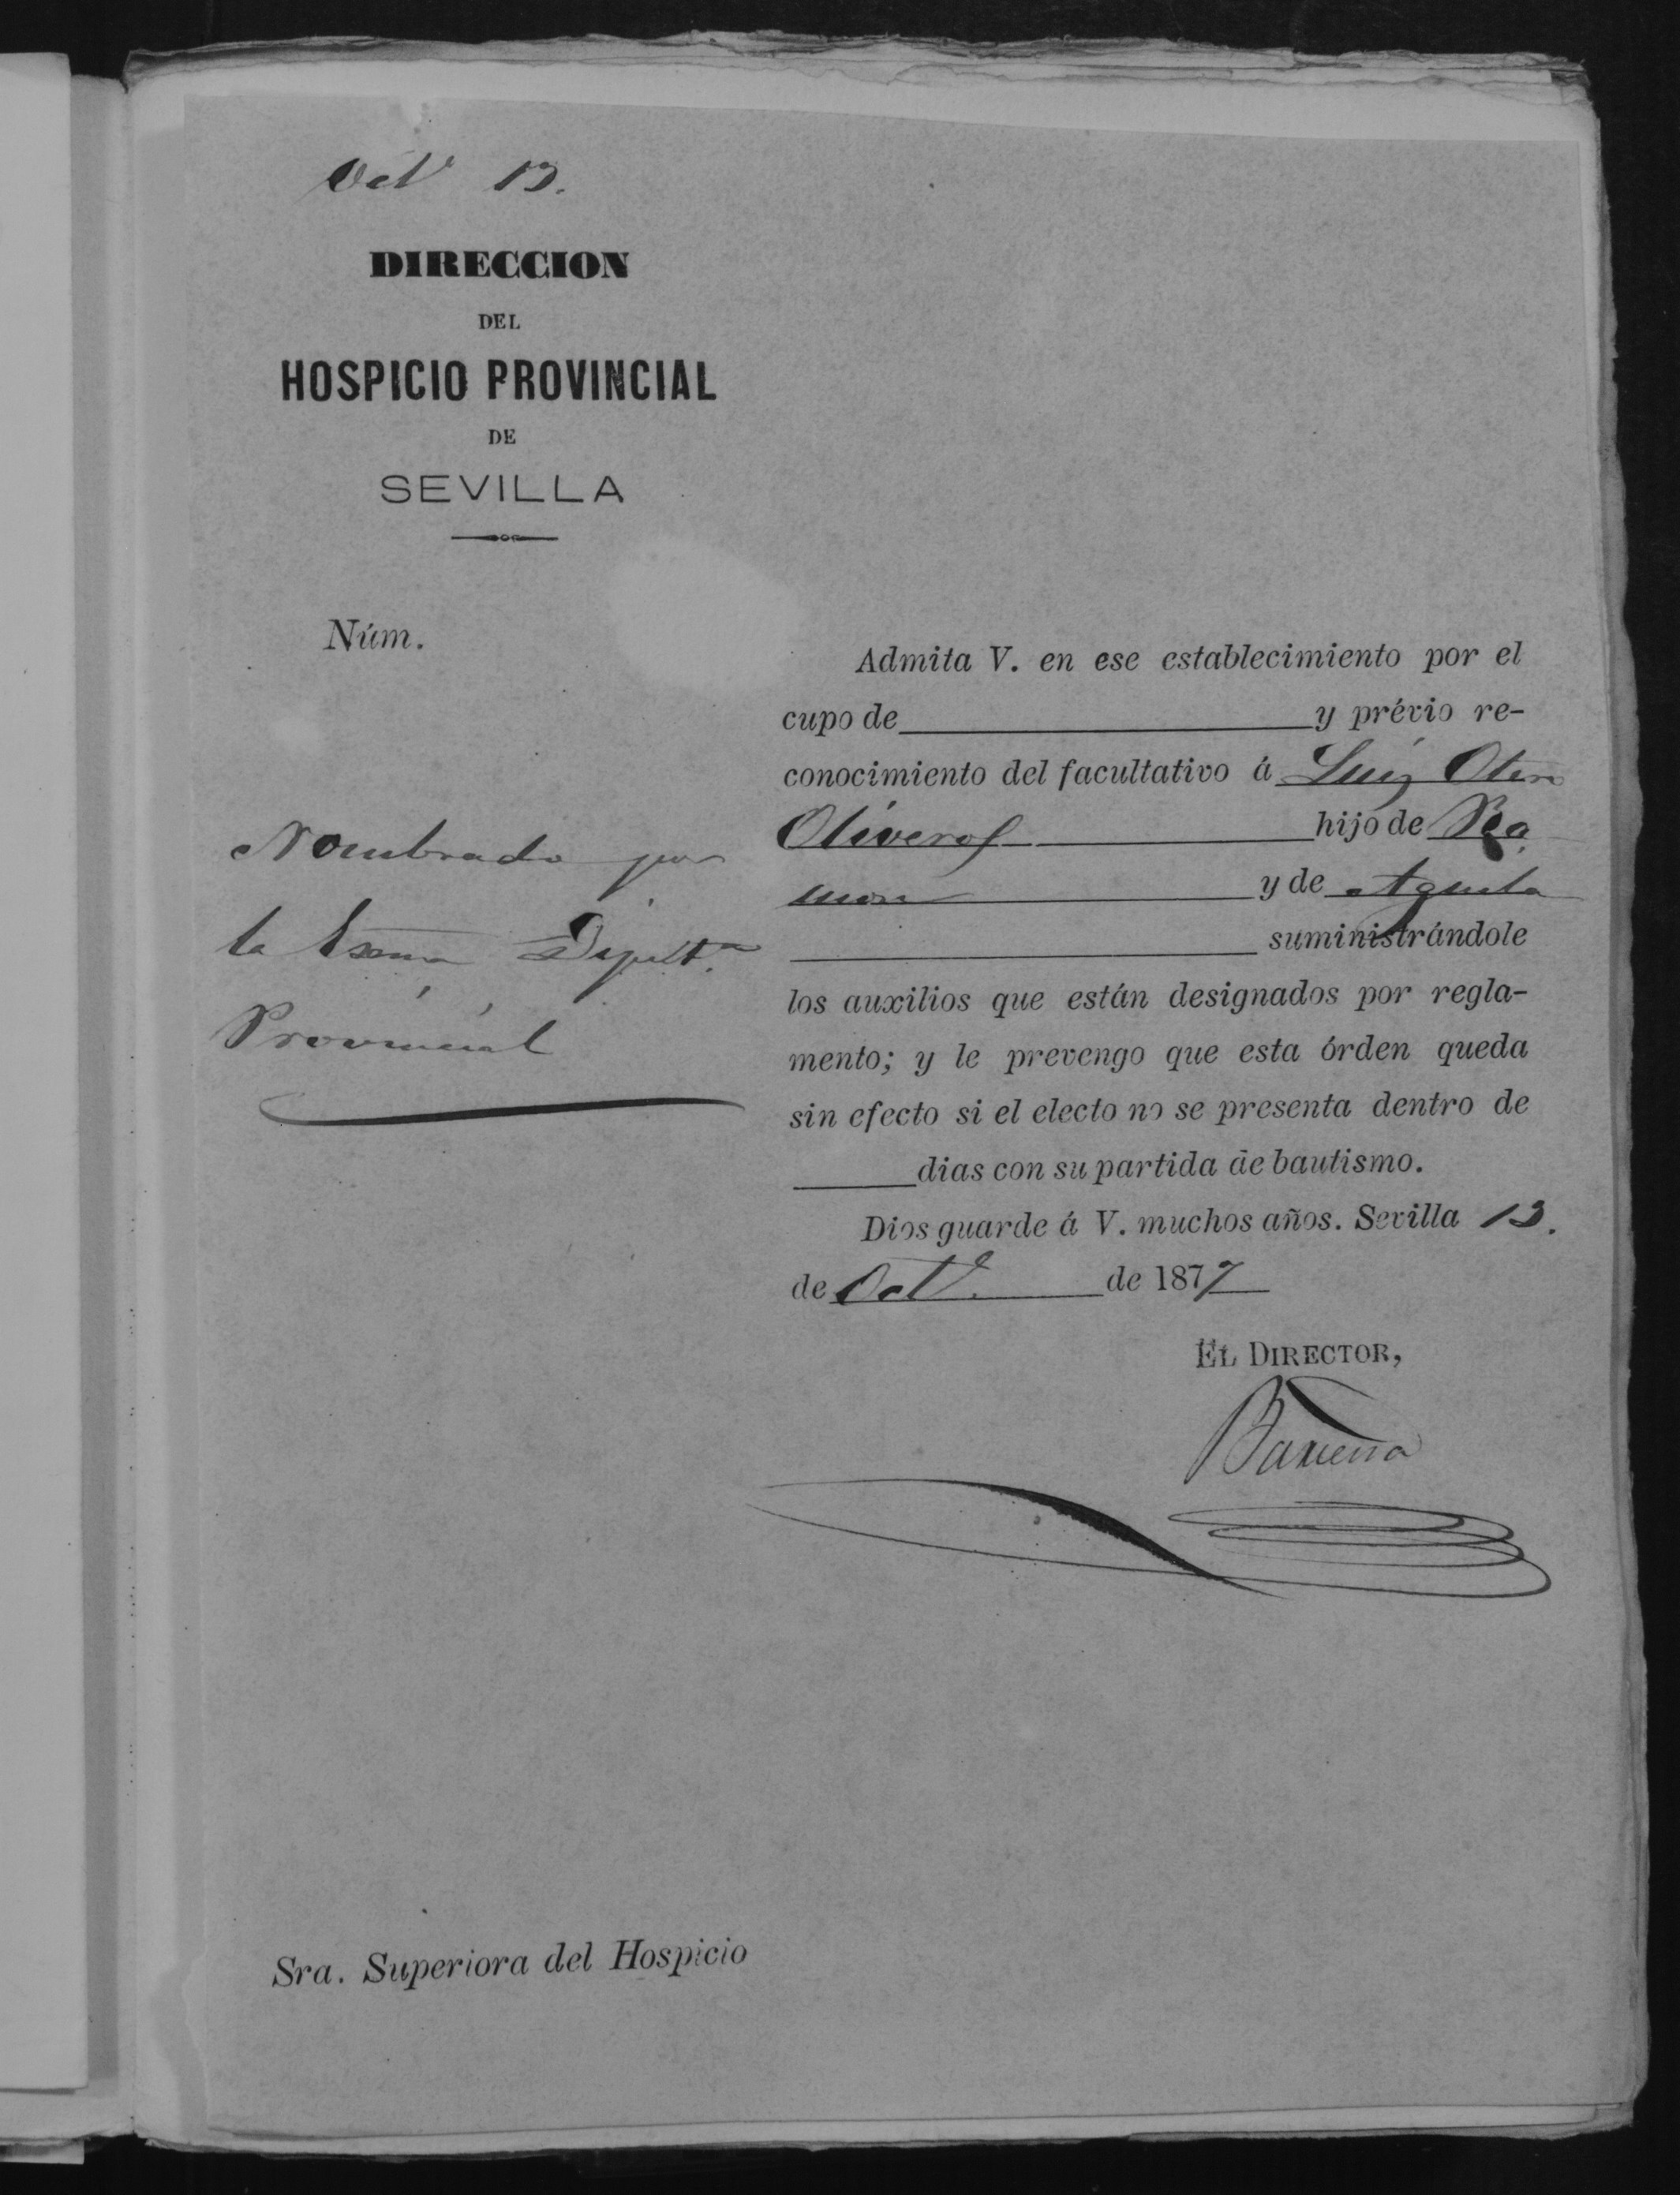 Oct.e 13.
DIRECCION
DEL
HOSPICIO PROVINCIAL
DE
SEVILLA
Núm.
Nombrado por
la Exma Diput.n
Provincial
Admita V. en ese establecimiento por el
cupo de y prévio re-
conocimiento del facultativo á Luis Otero
Oliveros hijo de Ra
mon y de Agueda
suministrándole
los auxilios que están designados por regla-
mento; y le prevengo que esta órden queda
sin efecto si el electo no se presenta dentro de
dias con su partida de bautismo.
Dios guarde á V. muchos años. Sevilla 13.
de Oct.e de 1877
EL DIRECTOR,
Sra. Superiora del Hospicio